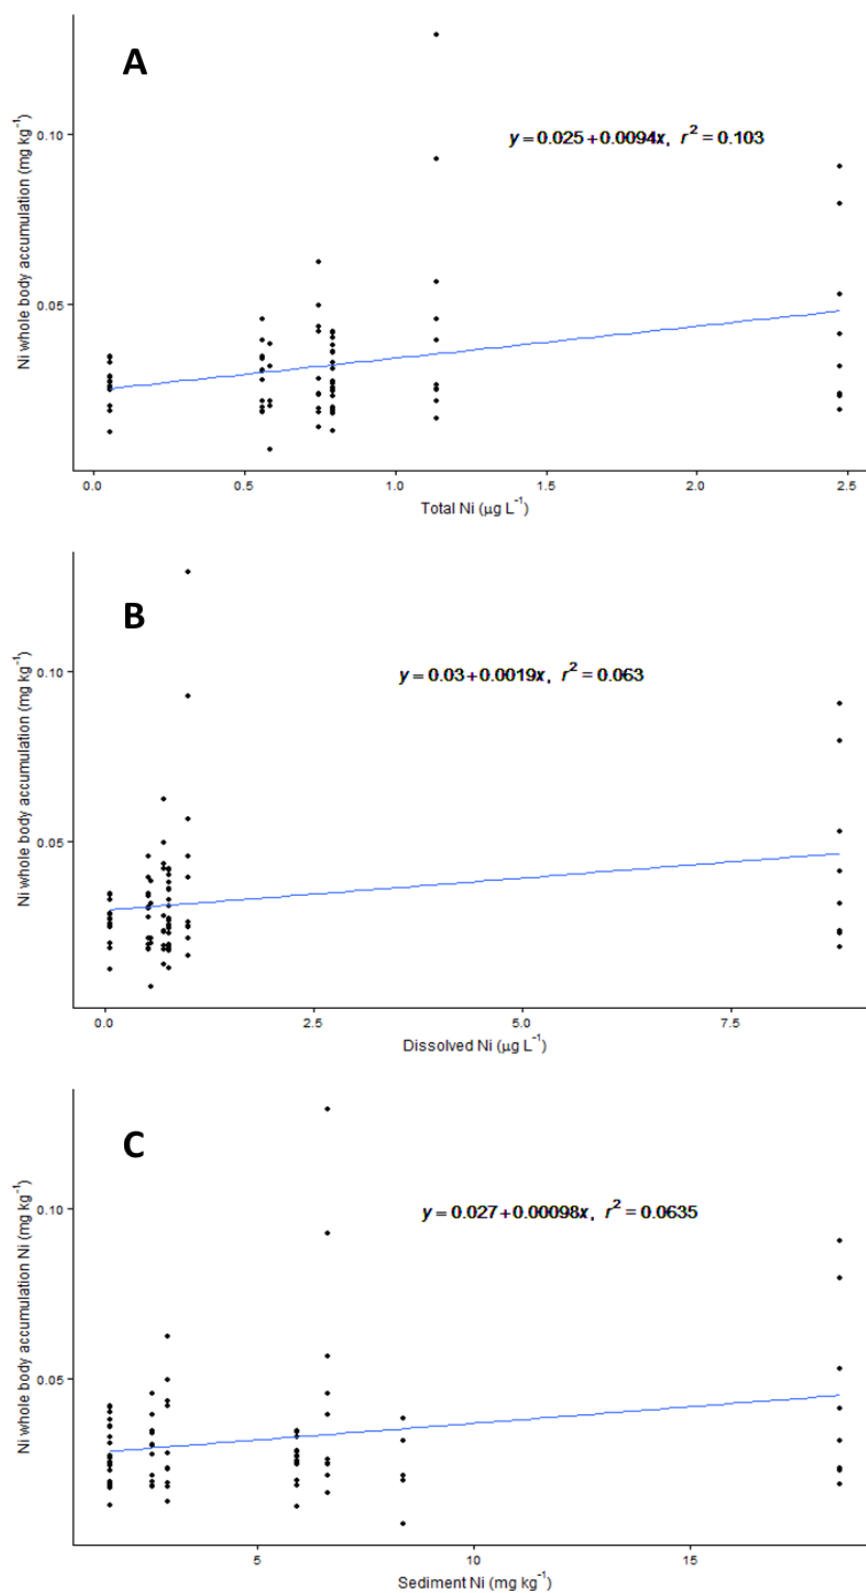 A
Ni whole body accumulation (mg kg⁻¹)
y = 0.025 + 0.0094x, r² = 0.103
0.10
0.05
0.0 0.5 1.0 1.5 2.0 2.5
Total Ni (µg L⁻¹)
B
Ni whole body accumulation (mg kg⁻¹)
y = 0.03 + 0.0019x, r² = 0.063
0.10
0.05
0.0 2.5 5.0 7.5
Dissolved Ni (µg L⁻¹)
C
Ni whole body accumulation Ni (mg kg⁻¹)
y = 0.027 + 0.00098x, r² = 0.0635
0.10
0.05
5 10 15
Sediment Ni (mg kg⁻¹)